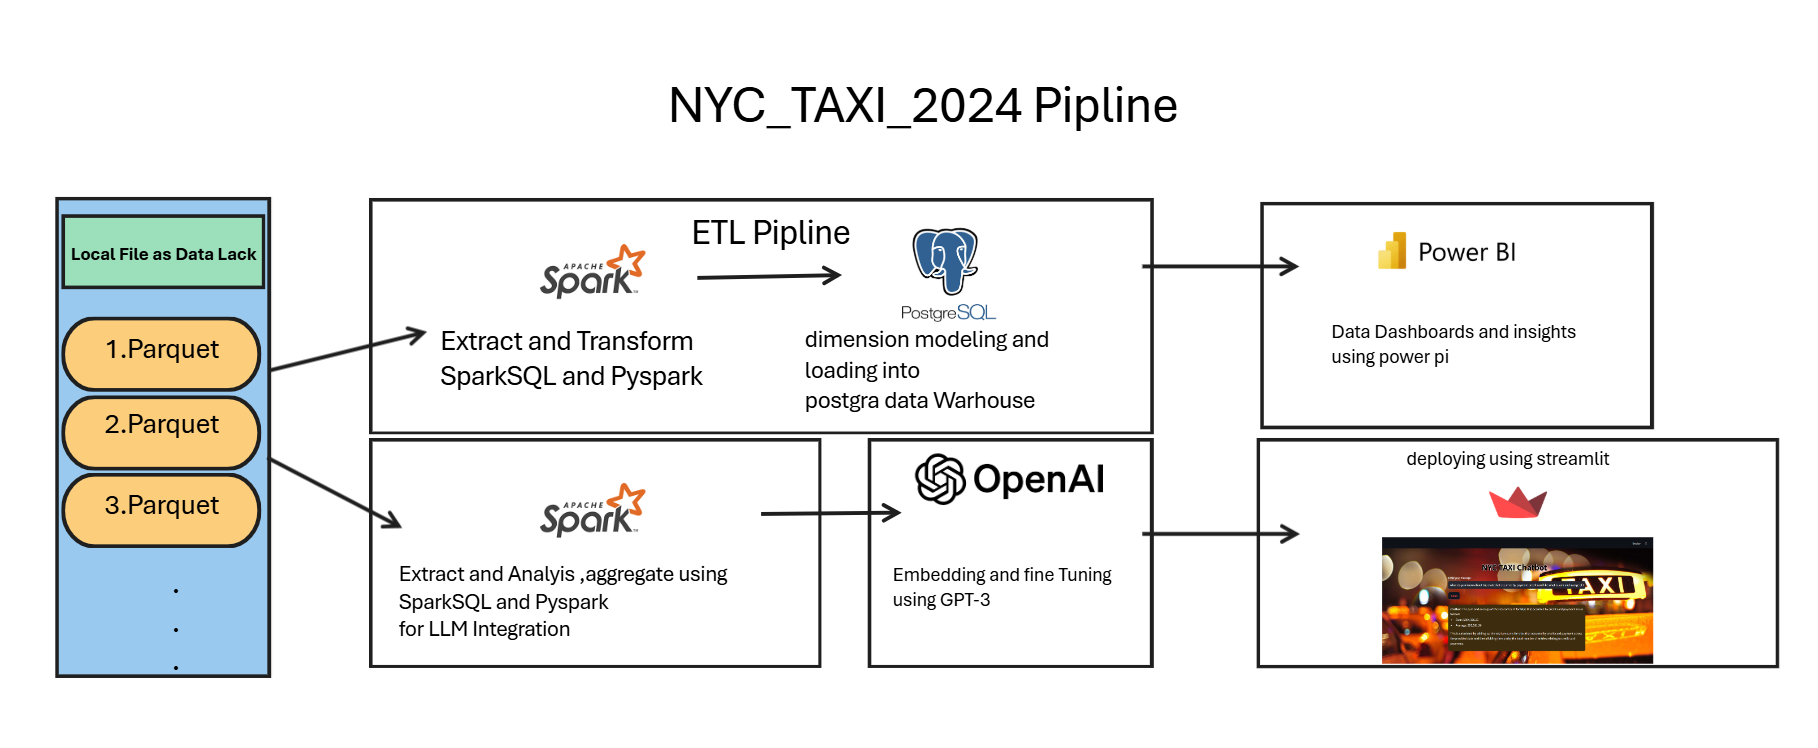 NYC_TAXI_2024 Pipline
Local File as Data Lack
1.Parquet
2.Parquet
3.Parquet
ETL Pipline
APACHE
Spark
Extract and Transform
SparkSQL and Pyspark
PostgreSQL
dimension modeling and
loading into
postgra data Warhouse
Power BI
Data Dashboards and insights
using power pi
APACHE
Spark
Extract and Analyis ,aggregate using
SparkSQL and Pyspark
for LLM Integration
OpenAI
Embedding and fine Tuning
using GPT-3
deploying using streamlit
NYC TAXI Chatbot
TAXI